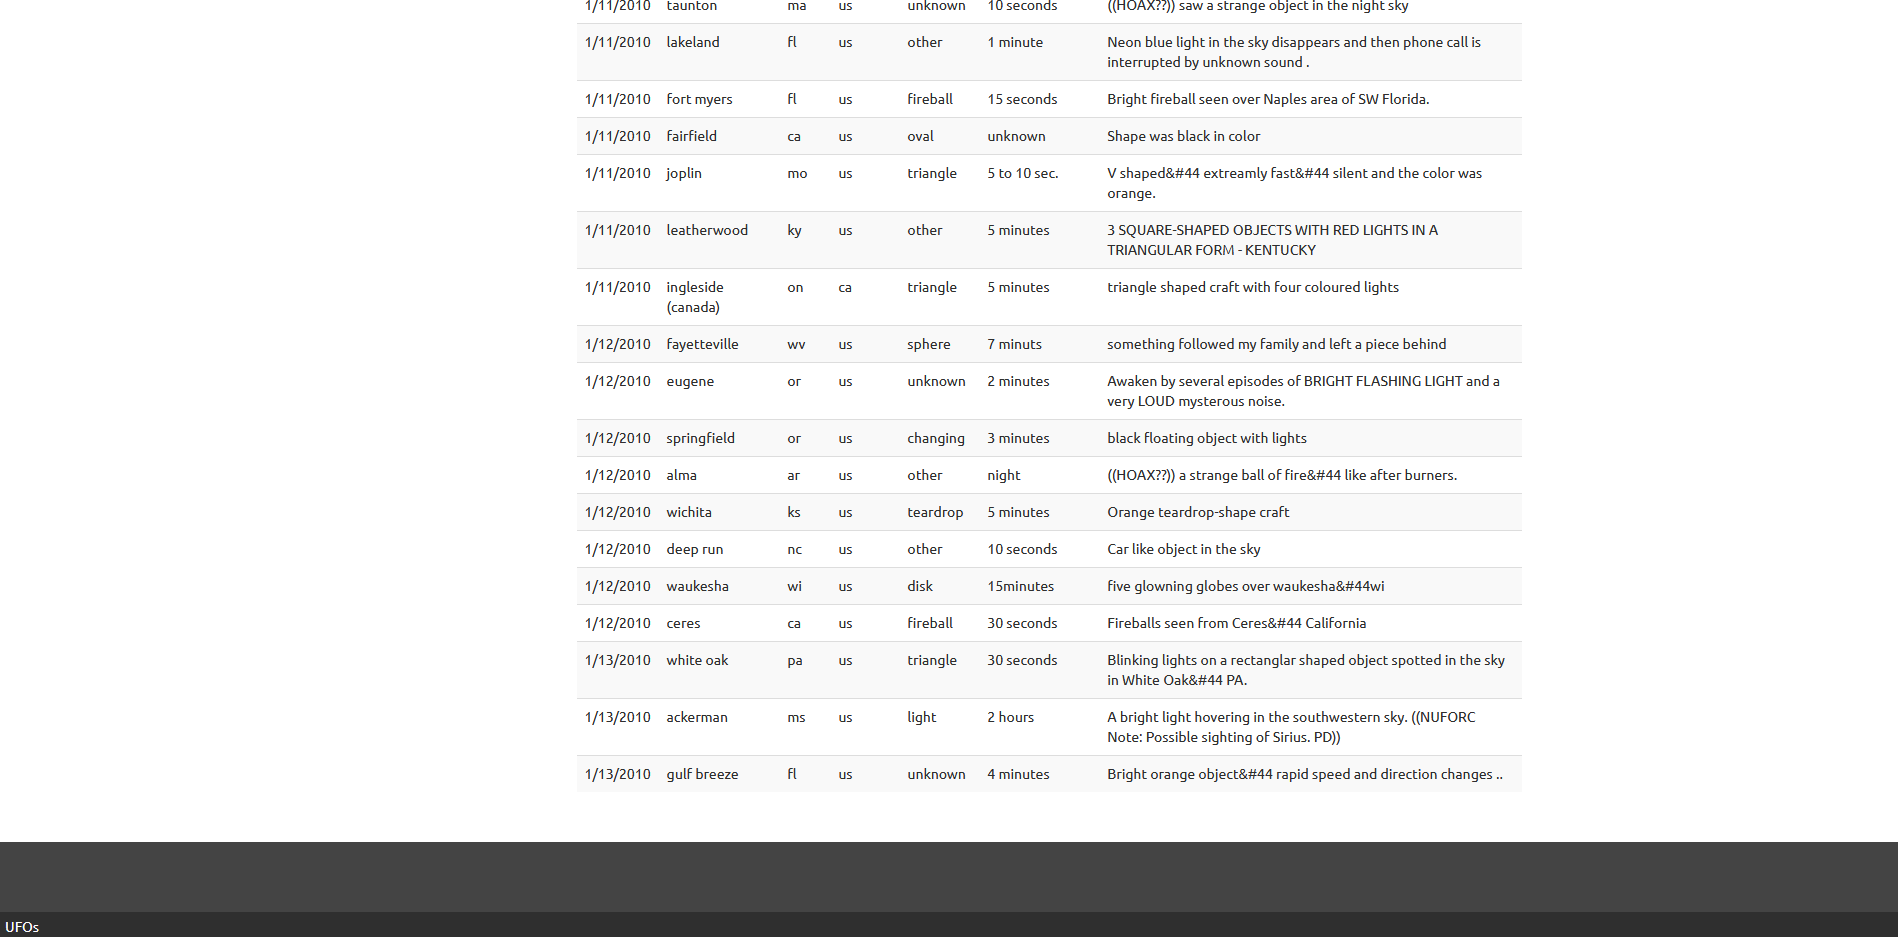 1/11/2010 taunton ma us unknown 10 seconds ((HOAX??)) saw a strange object in the night sky
1/11/2010 lakeland fl us other 1 minute Neon blue light in the sky disappears and then phone call is
interrupted by unknown sound .
1/11/2010 fort myers fl us fireball 15 seconds Bright fireball seen over Naples area of SW Florida.
1/11/2010 fairfield ca us oval unknown Shape was black in color
1/11/2010 joplin mo us triangle 5 to 10 sec. V shaped&#44 extreamly fast&#44 silent and the color was
orange.
1/11/2010 leatherwood ky us other 5 minutes 3 SQUARE-SHAPED OBJECTS WITH RED LIGHTS IN A
TRIANGULAR FORM - KENTUCKY
1/11/2010 ingleside on ca triangle 5 minutes triangle shaped craft with four coloured lights
(canada)
1/12/2010 fayetteville wv us sphere 7 minuts something followed my family and left a piece behind
1/12/2010 eugene or us unknown 2 minutes Awaken by several episodes of BRIGHT FLASHING LIGHT and a
very LOUD mysterous noise.
1/12/2010 springfield or us changing 3 minutes black floating object with lights
1/12/2010 alma ar us other night ((HOAX??)) a strange ball of fire&#44 like after burners.
1/12/2010 wichita ks us teardrop 5 minutes Orange teardrop-shape craft
1/12/2010 deep run nc us other 10 seconds Car like object in the sky
1/12/2010 waukesha wi us disk 15minutes five glowning globes over waukesha&#44wi
1/12/2010 ceres ca us fireball 30 seconds Fireballs seen from Ceres&#44 California
1/13/2010 white oak pa us triangle 30 seconds Blinking lights on a rectanglar shaped object spotted in the sky
in White Oak&#44 PA.
1/13/2010 ackerman ms us light 2 hours A bright light hovering in the southwestern sky. ((NUFORC
Note: Possible sighting of Sirius. PD))
1/13/2010 gulf breeze fl us unknown 4 minutes Bright orange object&#44 rapid speed and direction changes ..
UFOs